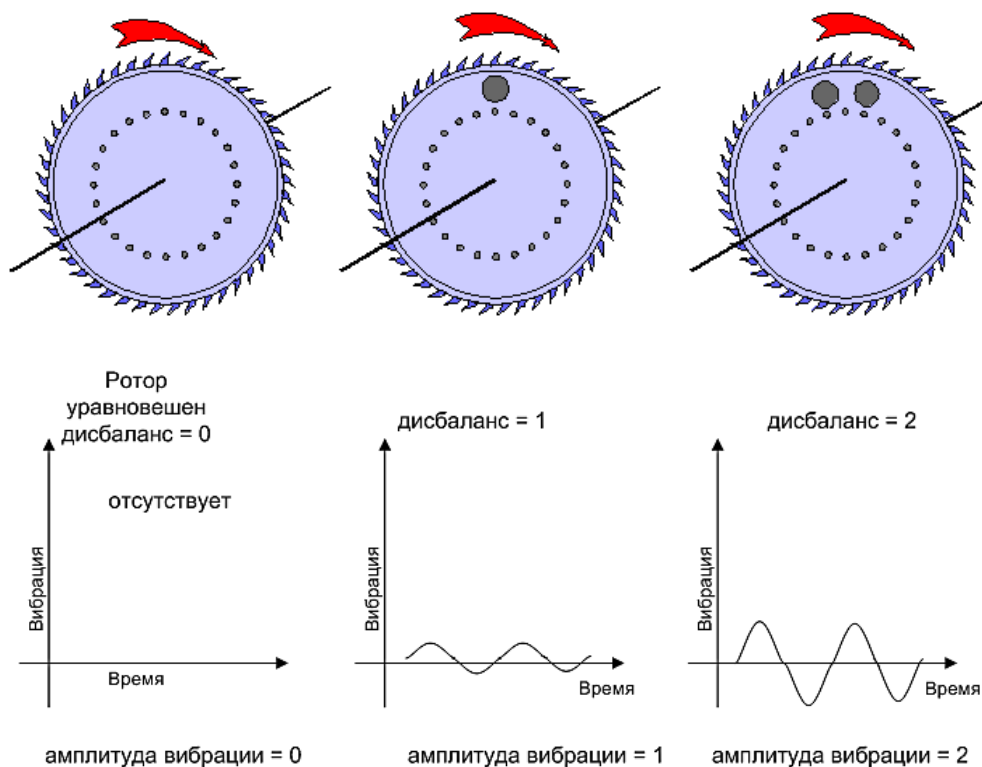 Ротор
уравновешен
дисбаланс = 0
отсутствует
Вибрация
Время
амплитуда вибрации = 0
дисбаланс = 1
Вибрация
Время
амплитуда вибрации = 1
дисбаланс = 2
Вибрация
Время
амплитуда вибрации = 2